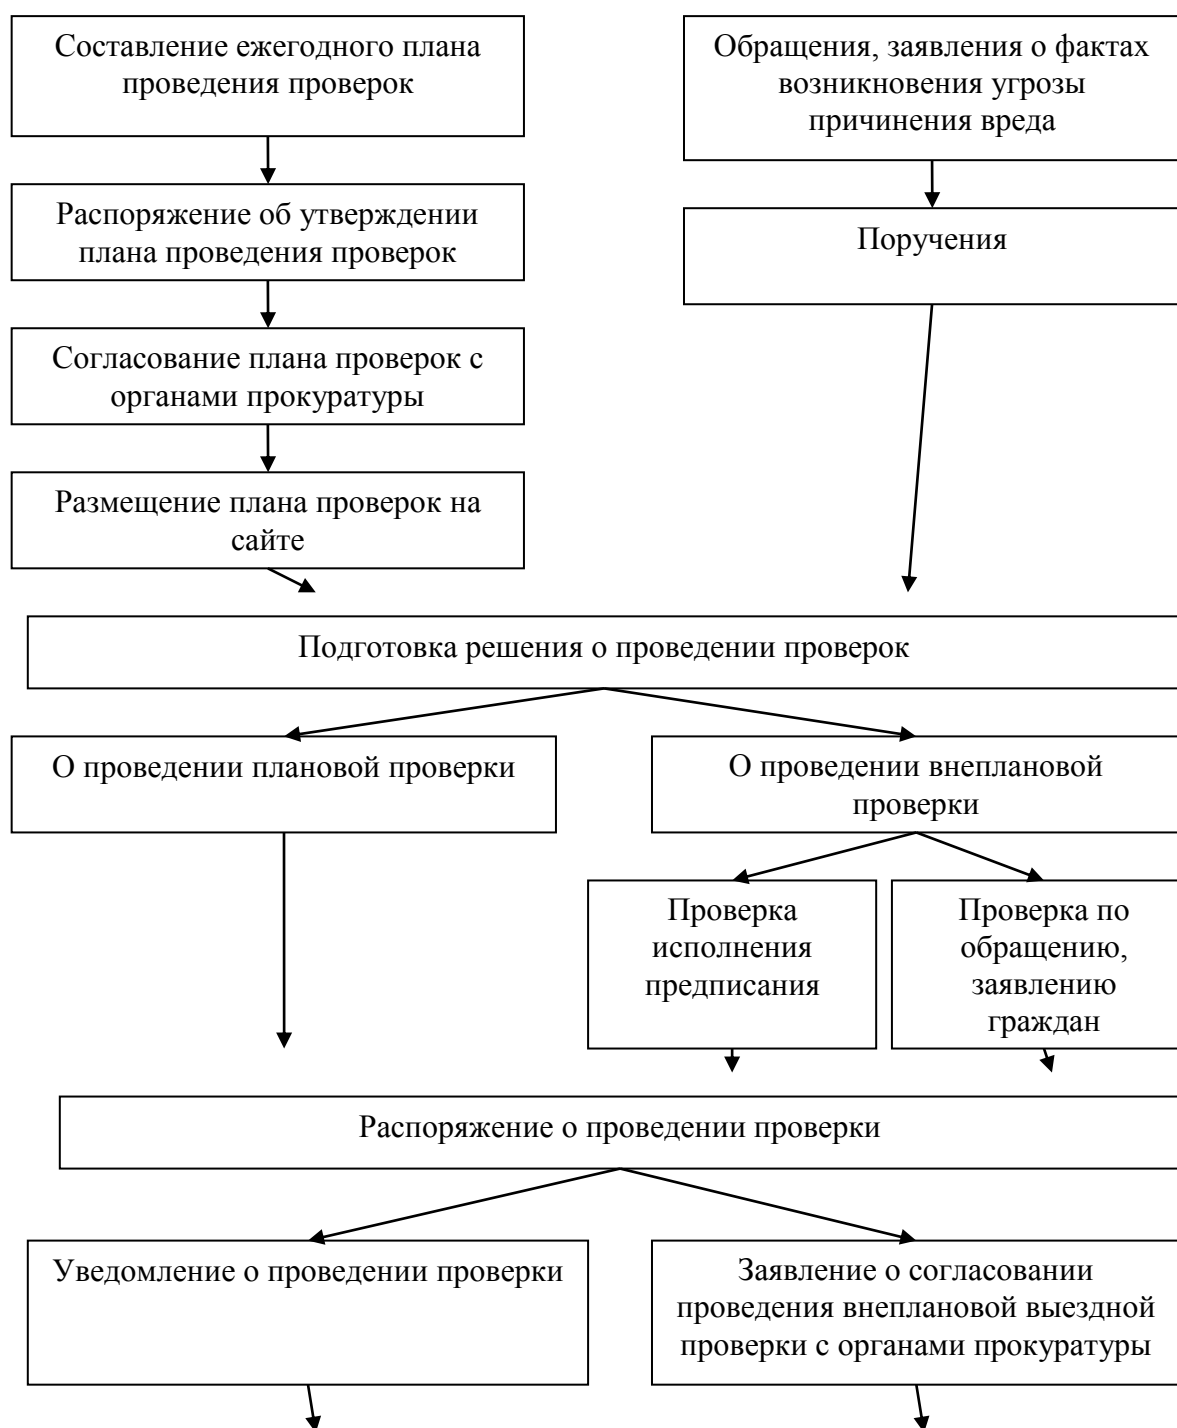 Составление ежегодного плана
проведения проверок
Обращения, заявления о фактах
возникновения угрозы
причинения вреда
Распоряжение об утверждении
плана проведения проверок
Поручения
Согласование плана проверок с
органами прокуратуры
Размещение плана проверок на
сайте
Подготовка решения о проведении проверок
О проведении плановой проверки
О проведении внеплановой
проверки
Проверка
исполнения
предписания
Проверка по
обращению,
заявлению
граждан
Распоряжение о проведении проверки
Уведомление о проведении проверки
Заявление о согласовании
проведения внеплановой выездной
проверки с органами прокуратуры